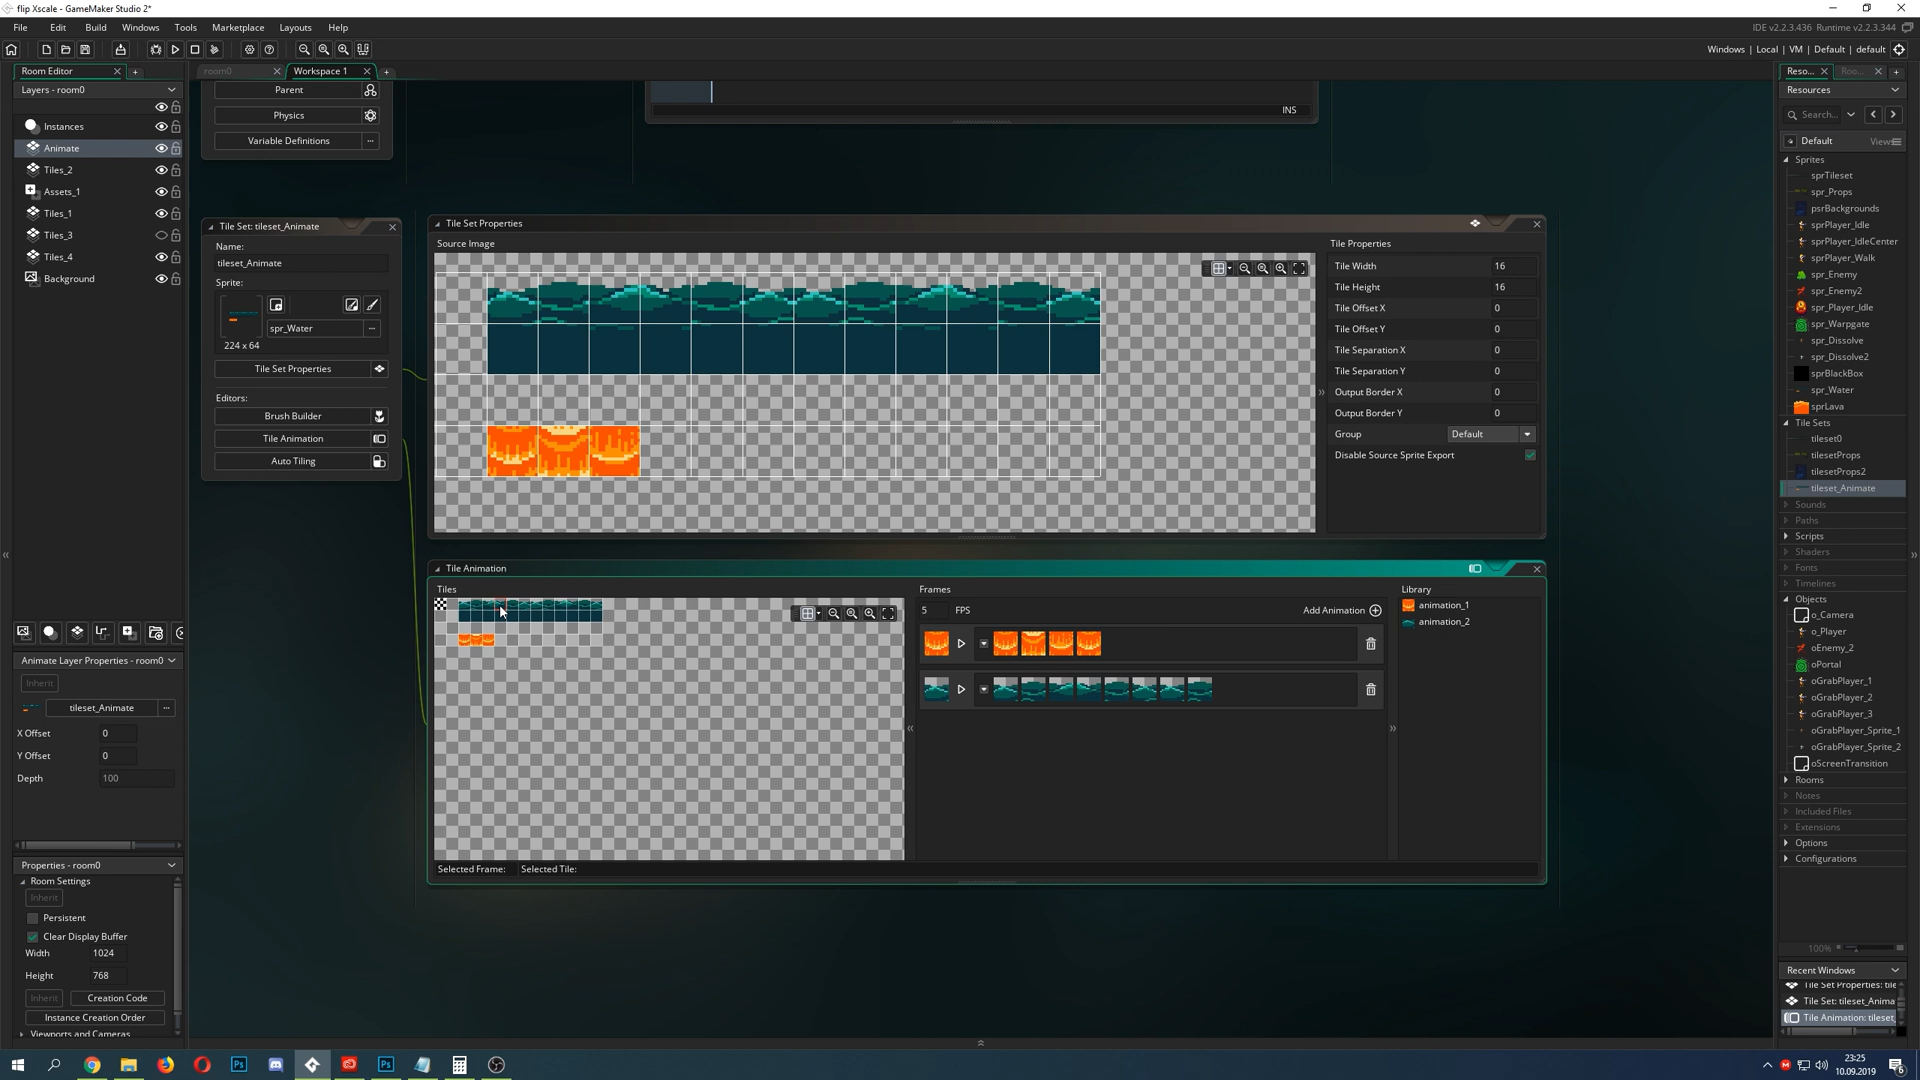 flip Xscale - GameMaker Studio 2*
File Edit Build Windows Tools Marketplace Layouts Help
IDE v2.2.3.436 Runtime v2.2.3.344
Windows | Local | VM | Default | default
Room Editor
room0
Workspace 1
Reso...
Roo...
Layers - room0
Instances
Animate
Tiles_2
Assets_1
Tiles_1
Tiles_3
Tiles_4
Background
Parent
Physics
Variable Definitions
INS
Tile Set: tileset_Animate
Name:
tileset_Animate
Sprite:
spr_Water
224 x 64
Tile Set Properties
Editors:
Brush Builder
Tile Animation
Auto Tiling
Tile Set Properties
Source Image
Tile Properties
Tile Width 16
Tile Height 16
Tile Offset X 0
Tile Offset Y 0
Tile Separation X 0
Tile Separation Y 0
Output Border X 0
Output Border Y 0
Group Default
Disable Source Sprite Export
Tile Animation
Tiles
Frames
5 FPS
Add Animation
Library
animation_1
animation_2
Selected Frame: Selected Tile:
Animate Layer Properties - room0
Inherit
tileset_Animate
X Offset 0
Y Offset 0
Depth 100
Properties - room0
Room Settings
Inherit
Persistent
Clear Display Buffer
Width 1024
Height 768
Inherit Creation Code
Instance Creation Order
Viewports and Cameras
Resources
Search...
Default Views
Sprites
sprTileset
spr_Props
psrBackgrounds
sprPlayer_Idle
sprPlayer_IdleCenter
sprPlayer_Walk
spr_Enemy
spr_Enemy2
spr_Player_Idle
spr_Warpgate
spr_Dissolve
spr_Dissolve2
sprBlackBox
spr_Water
sprLava
Tile Sets
tileset0
tilesetProps
tilesetProps2
tileset_Animate
Sounds
Paths
Scripts
Shaders
Fonts
Timelines
Objects
o_Camera
o_Player
oEnemy_2
oPortal
oGrabPlayer_1
oGrabPlayer_2
oGrabPlayer_3
oGrabPlayer_Sprite_1
oGrabPlayer_Sprite_2
oScreenTransition
Rooms
Notes
Included Files
Extensions
Options
Configurations
100%
Recent Windows
Tile Set Properties: tile
Tile Set: tileset_Anima
Tile Animation: tileset_
23:25
10.09.2019